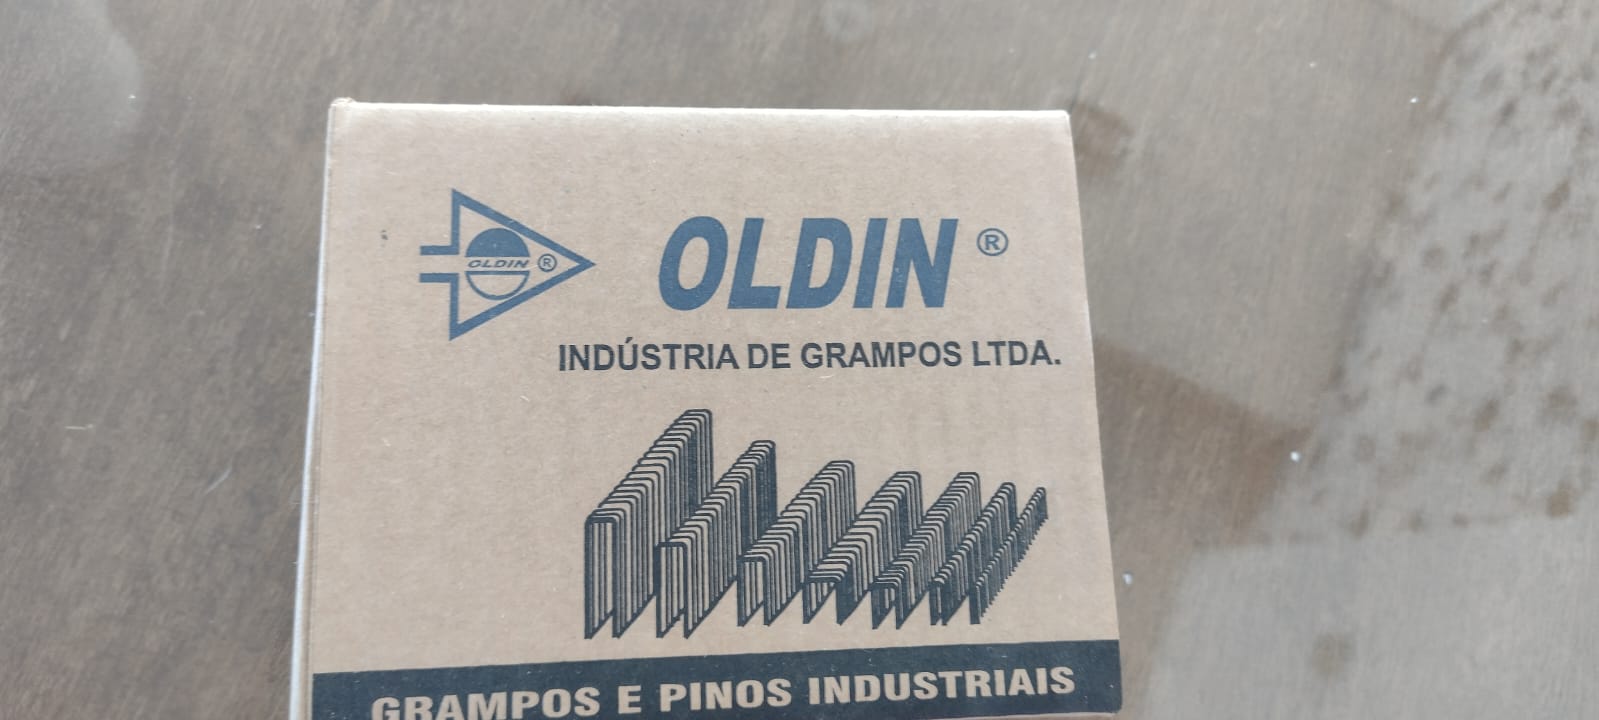 OLDIN ®
OLDIN ®
INDÚSTRIA DE GRAMPOS LTDA.
GRAMPOS E PINOS INDUSTRIAIS